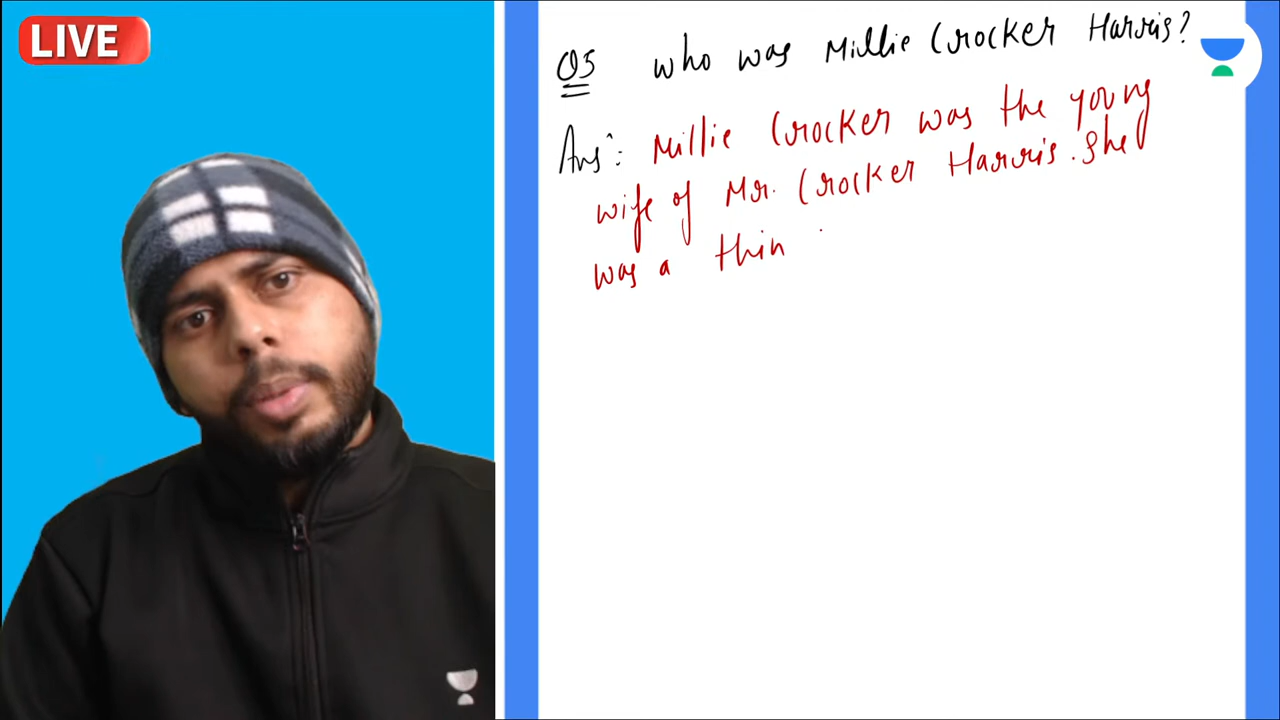 LIVE
Q5 who was Millie Crocker Harris?
Ans: Millie Crocker was the young
wife of Mr. Crocker Harris. She
was a thin